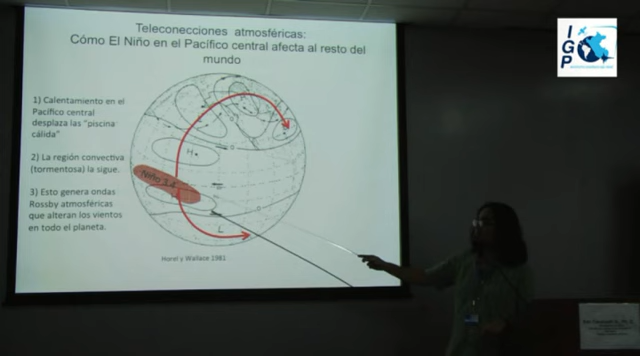 Teleconecciones atmosféricas:
Cómo El Niño en el Pacífico central afecta al resto del
mundo
1) Calentamiento en el
Pacífico central
desplaza las "piscina
cálida"
2) La región convectiva
(tormentosa) la sigue.
3) Esto genera ondas
Rossby atmosféricas
que alteran los vientos
en todo el planeta.
H
Niño 3.4
L
Horel y Wallace 1981
I
G
P